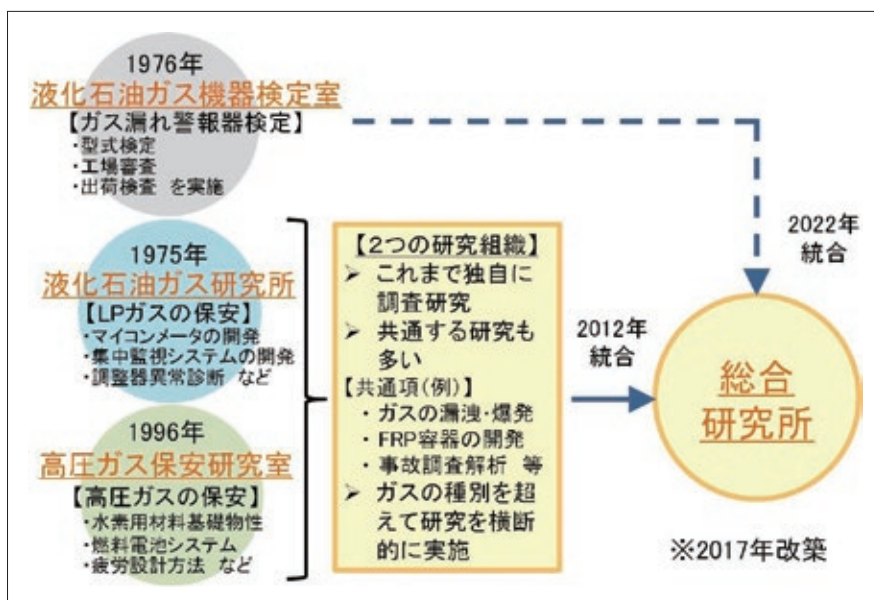 1976年
液化石油ガス機器検定室
【ガス漏れ警報器検定】
・型式検定
・工場審査
・出荷検査 を実施
1975年
液化石油ガス研究所
【LPガスの保安】
・マイコンメータの開発
・集中監視システムの開発
・調整器異常診断 など
1996年
高圧ガス保安研究室
【高圧ガスの保安】
・水素用材料基礎物性
・燃料電池システム
・疲労設計方法 など
【2つの研究組織】
➢ これまで独自に
調査研究
➢ 共通する研究も
多い
【共通項(例)】
・ガスの漏洩・爆発
・FRP容器の開発
・事故調査解析 等
➢ ガスの種別を超
えて研究を横断
的に実施
2012年
統合
2022年
統合
総合
研究所
※2017年改築